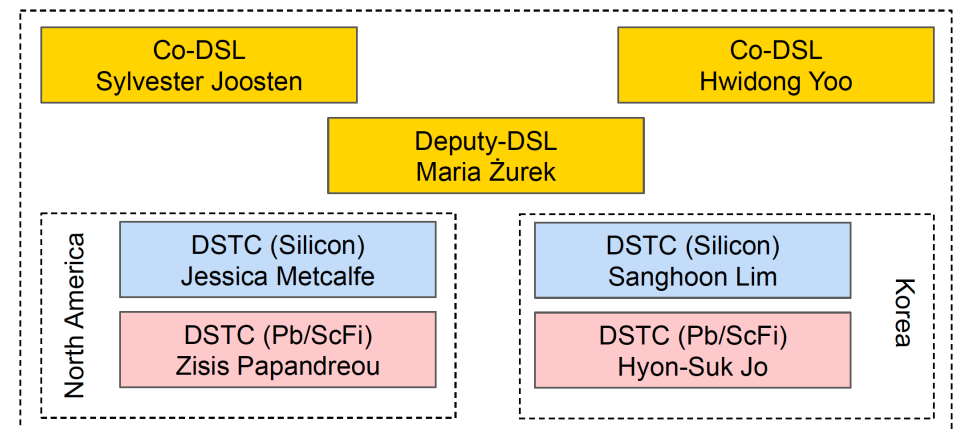 Co-DSL
Sylvester Joosten
Co-DSL
Hwidong Yoo
Deputy-DSL
Maria Żurek
North America
DSTC (Silicon)
Jessica Metcalfe
DSTC (Pb/ScFi)
Zisis Papandreou
DSTC (Silicon)
Sanghoon Lim
DSTC (Pb/ScFi)
Hyon-Suk Jo
Korea